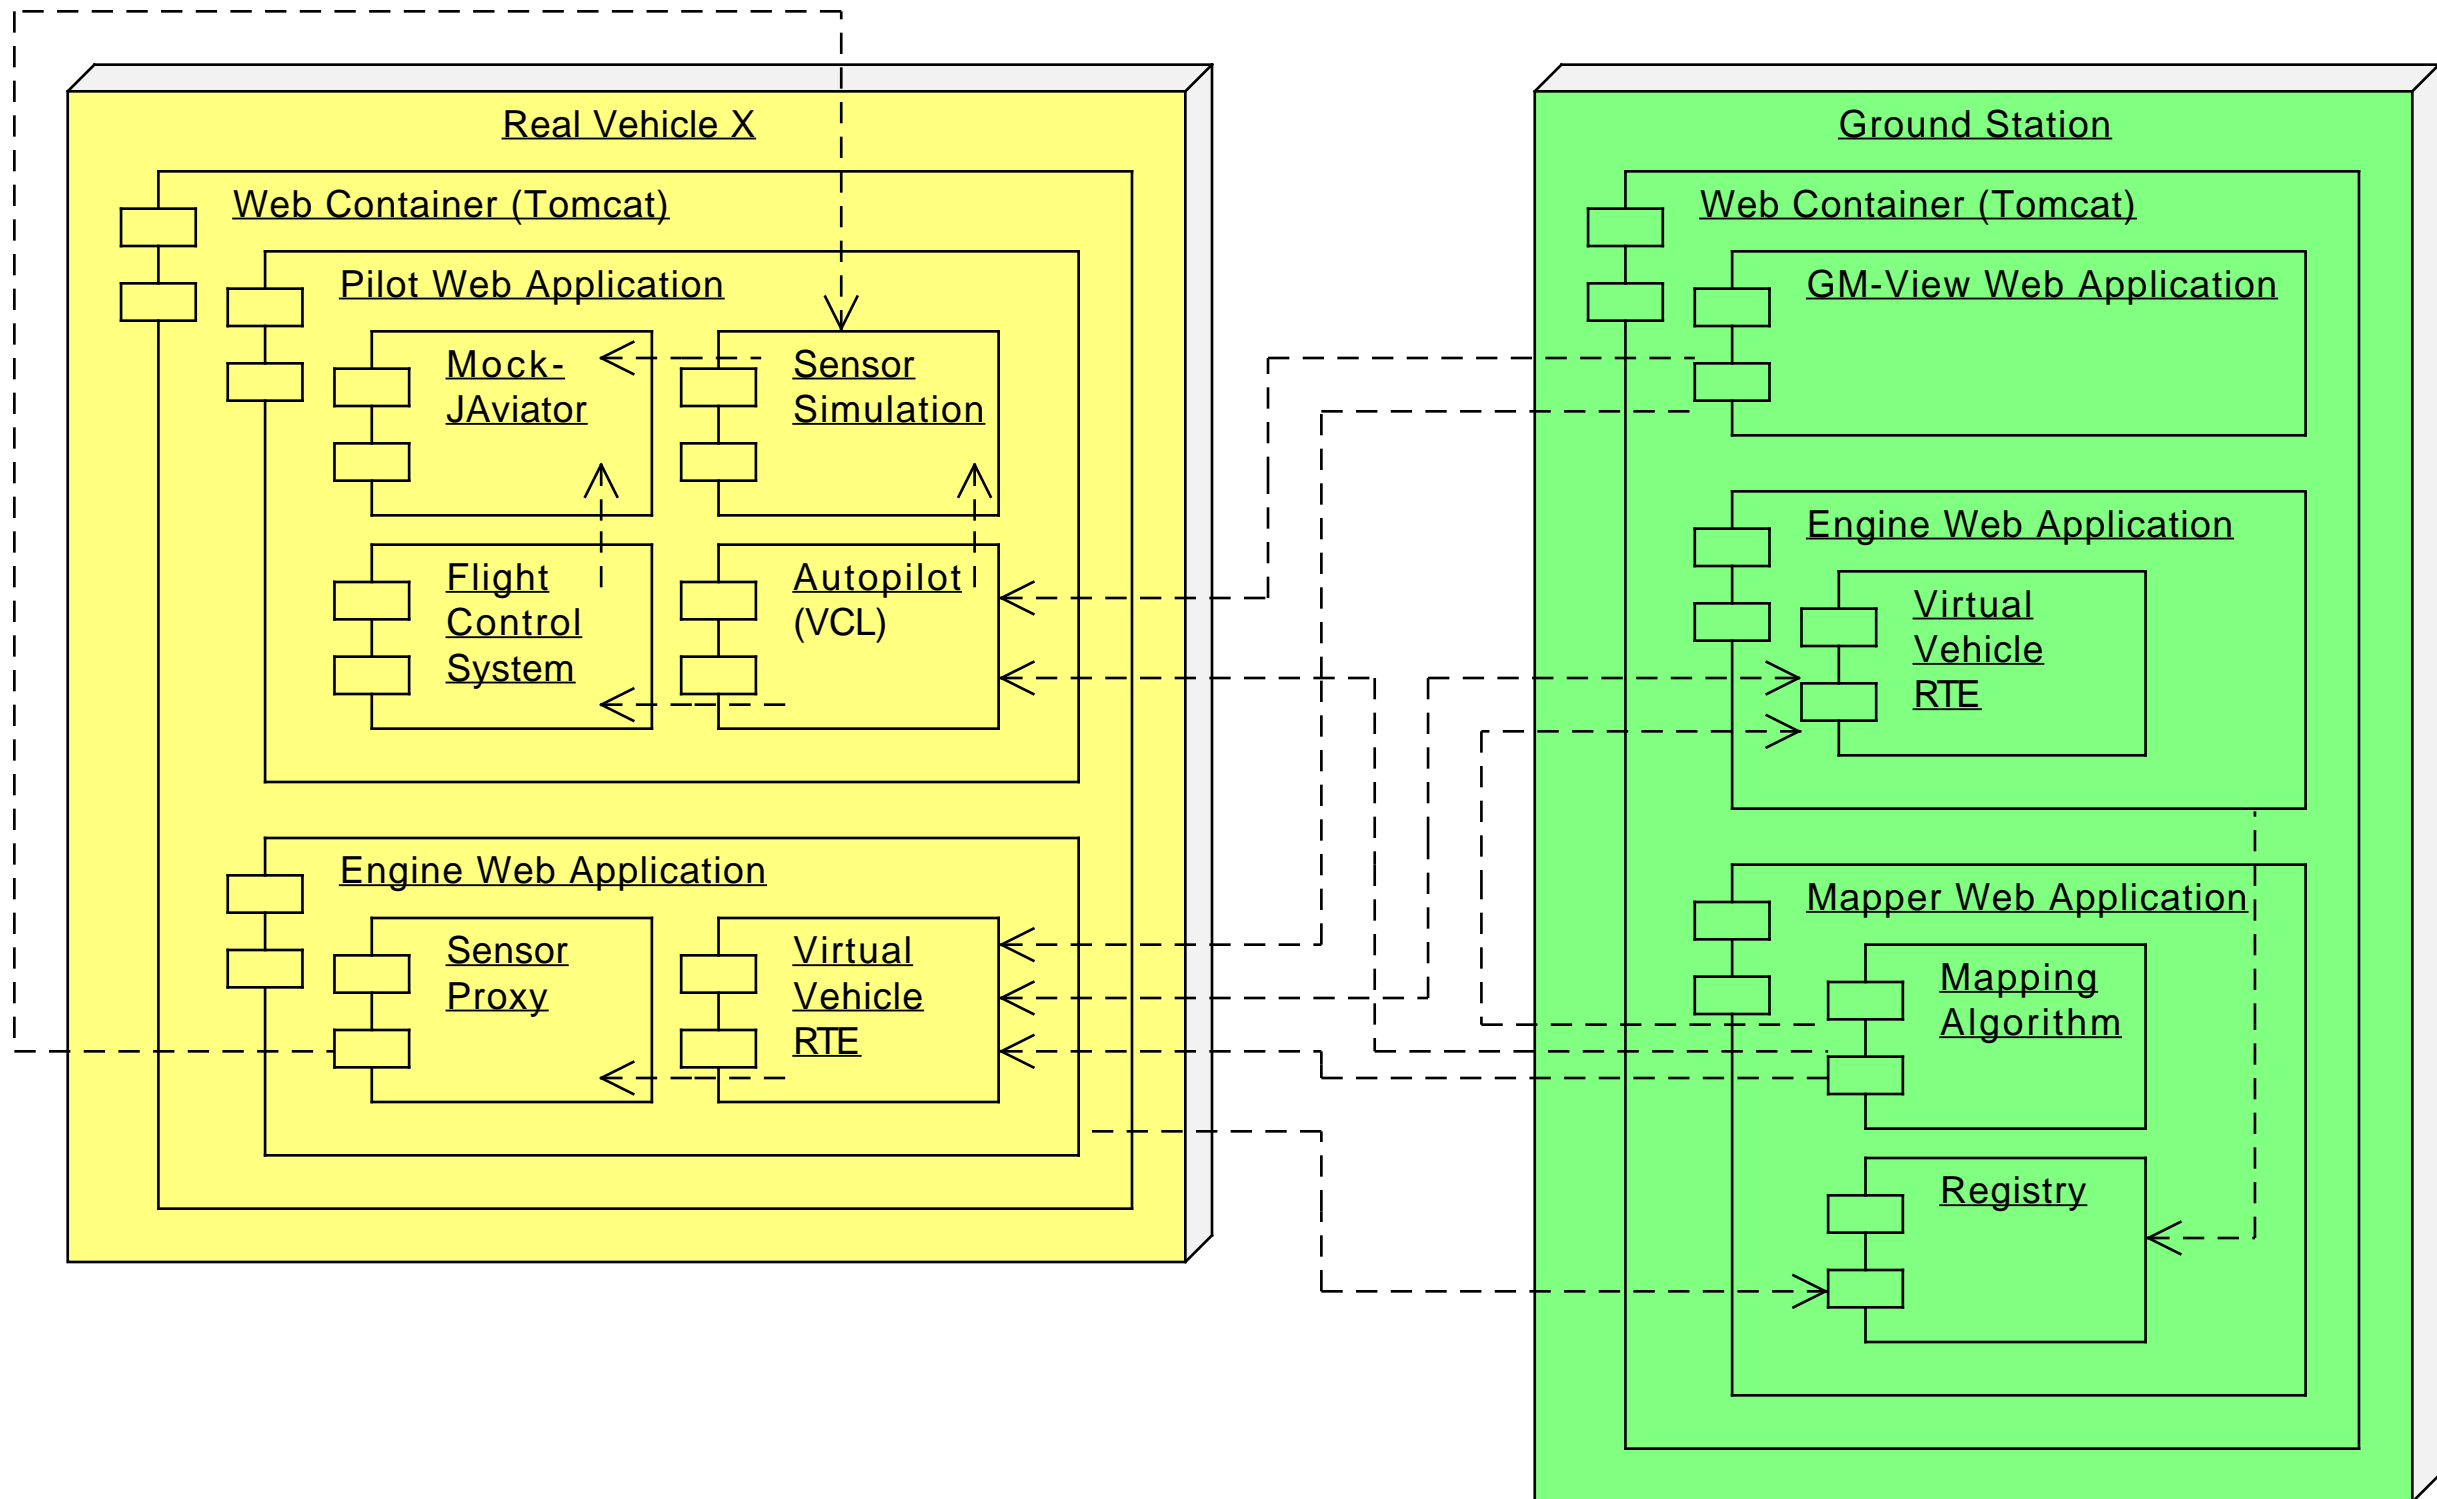 Real Vehicle X
Web Container (Tomcat)
Pilot Web Application
Mock-
JAviator
Sensor
Simulation
Flight
Control
System
Autopilot
(VCL)
Engine Web Application
Sensor
Proxy
Virtual
Vehicle
RTE
Ground Station
Web Container (Tomcat)
GM-View Web Application
Engine Web Application
Virtual
Vehicle
RTE
Mapper Web Application
Mapping
Algorithm
Registry